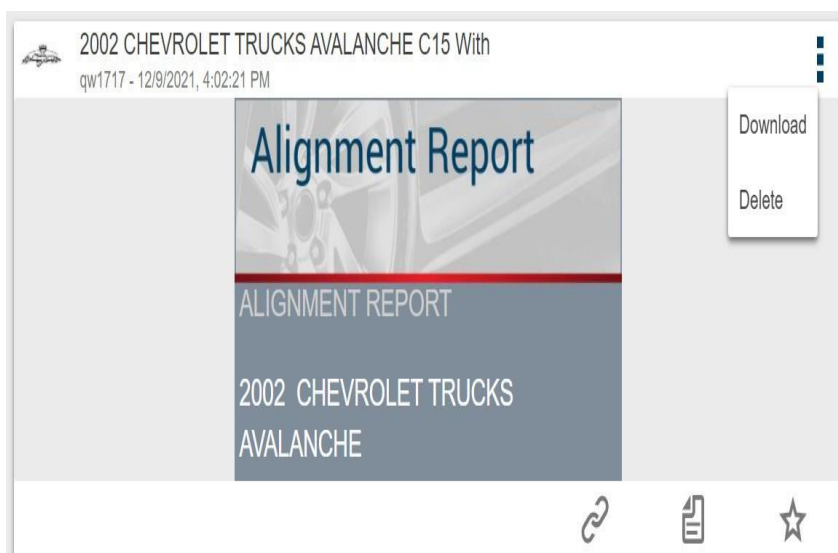 2002 CHEVROLET TRUCKS AVALANCHE C15 With
qw1717 - 12/9/2021, 4:02:21 PM
Download
Delete
Alignment Report
ALIGNMENT REPORT
2002 CHEVROLET TRUCKS
AVALANCHE